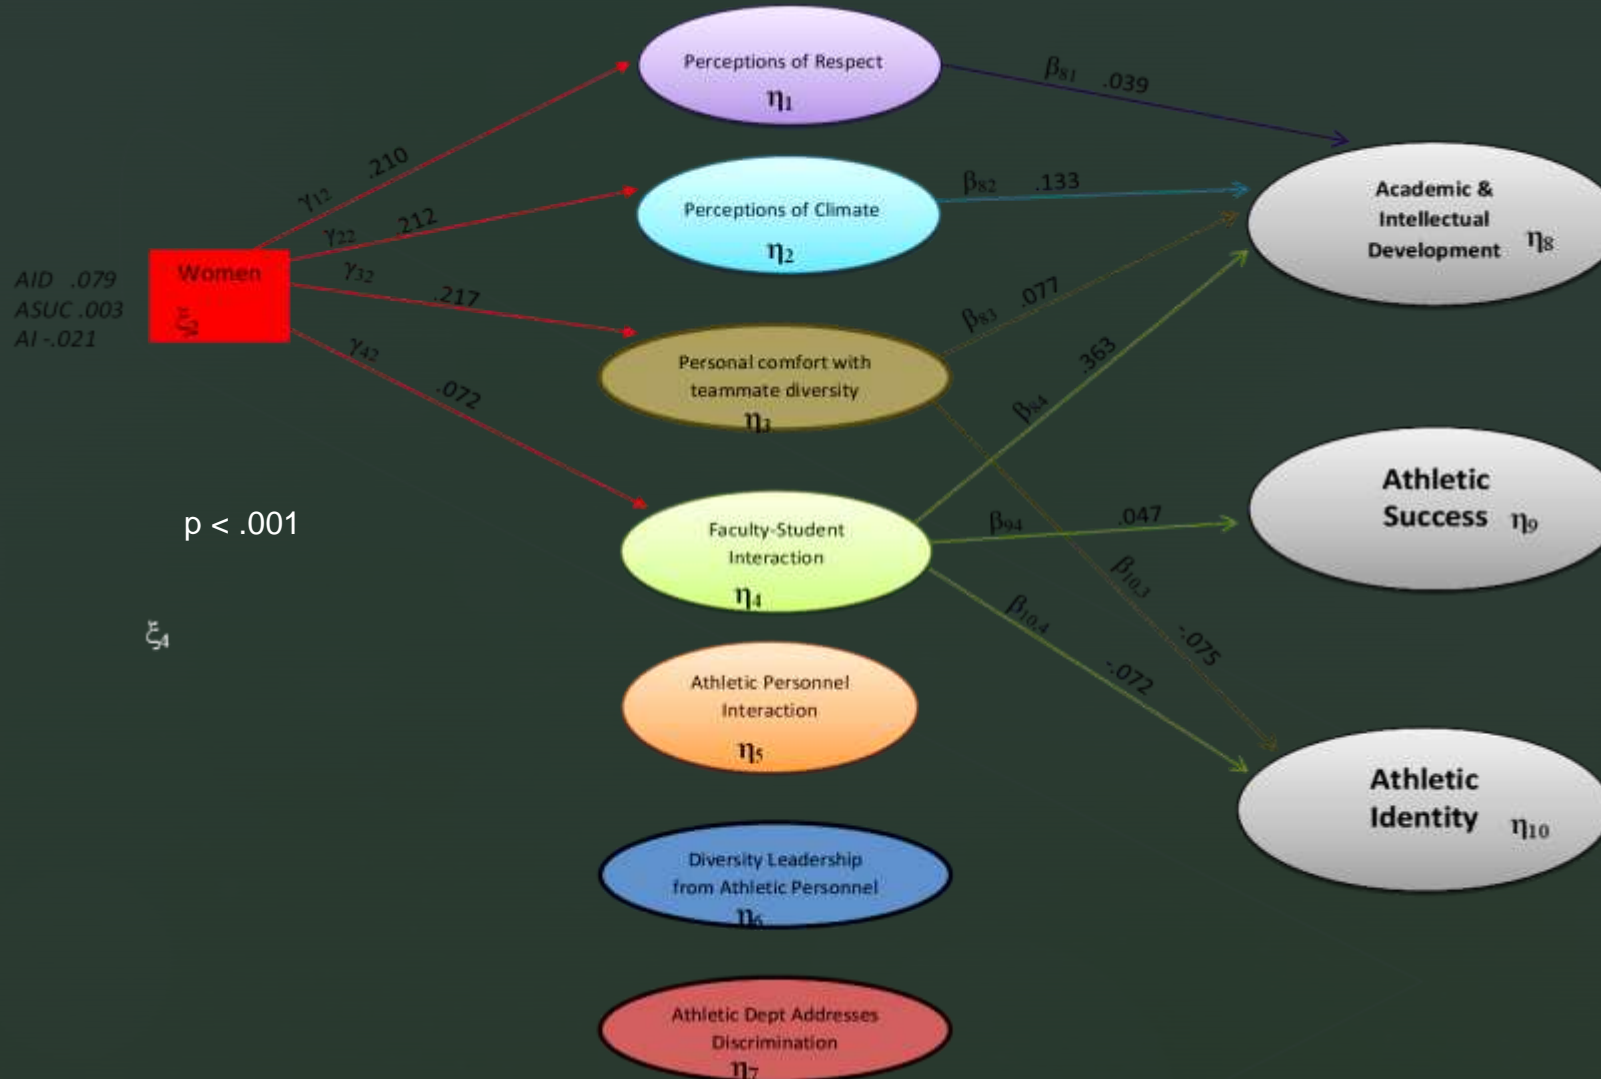 Perceptions of Respect
η1
β81 .039
γ12 .210
Perceptions of Climate
η2
β82 .133
Academic &
Intellectual
Development η8
γ22 .212
Women
ξ2
γ32 .217
AID .079
ASUC .003
AI -.021
β83 .077
Personal comfort with
teammate diversity
η3
γ42 .072
β84 .363
Athletic
Success η9
p < .001
Faculty-Student
Interaction
η4
β94 .047
β10,3 -.075
β10,4 -.072
ξ4
Athletic Personnel
Interaction
η5
Athletic
Identity η10
Diversity Leadership
from Athletic Personnel
η6
Athletic Dept Addresses
Discrimination
η7